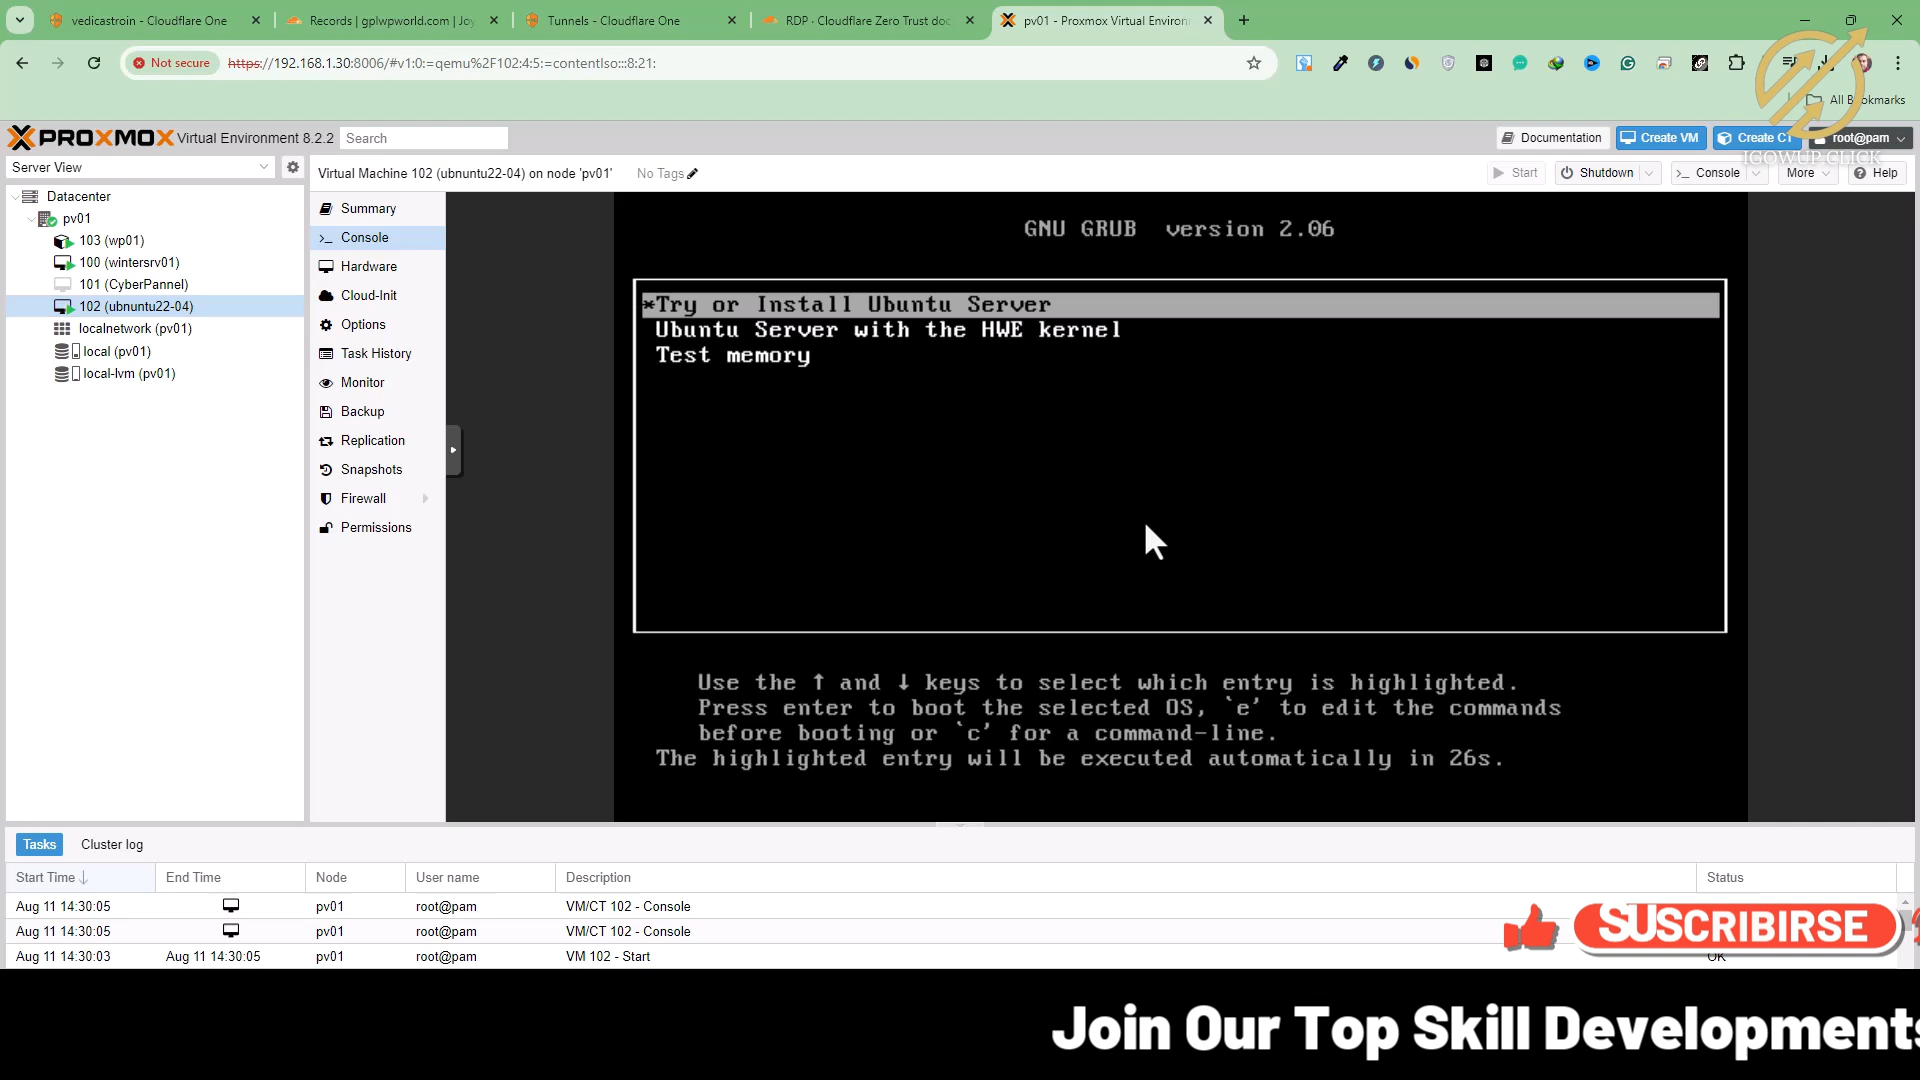 vedicastroin - Cloudflare One
Records | gplwpworld.com | Joy
Tunnels - Cloudflare One
RDP · Cloudflare Zero Trust doc
pv01 - Proxmox Virtual Environ
Not secure
https://192.168.1.30:8006/#v1:0:=qemu%2F102:4:5:=contentIso:::8:21:
All Bookmarks
PROXMOX Virtual Environment 8.2.2
Search
Documentation
Create VM
Create CT
root@pam
Server View
Virtual Machine 102 (ubnuntu22-04) on node 'pv01'
No Tags
Start
Shutdown
Console
More
Help
Datacenter
pv01
103 (wp01)
100 (wintersrv01)
101 (CyberPannel)
102 (ubnuntu22-04)
localnetwork (pv01)
local (pv01)
local-lvm (pv01)
Summary
Console
Hardware
Cloud-Init
Options
Task History
Monitor
Backup
Replication
Snapshots
Firewall
Permissions
GNU GRUB version 2.06
*Try or Install Ubuntu Server
Ubuntu Server with the HWE kernel
Test memory
Use the ↑ and ↓ keys to select which entry is highlighted.
Press enter to boot the selected OS, `e' to edit the commands
before booting or `c' for a command-line.
The highlighted entry will be executed automatically in 26s.
Tasks
Cluster log
Start Time
End Time
Node
User name
Description
Status
Aug 11 14:30:05 pv01 root@pam VM/CT 102 - Console
Aug 11 14:30:05 pv01 root@pam VM/CT 102 - Console
Aug 11 14:30:03 Aug 11 14:30:05 pv01 root@pam VM 102 - Start OK
SUSCRIBIRSE
Join Our Top Skill Developments